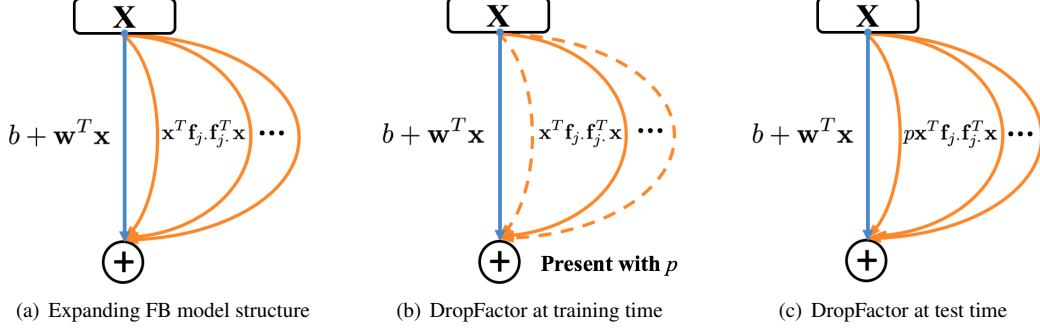 X
X
X
b + w^T x
x^T f_j. f_j.^T x
•••
b + w^T x
x^T f_j. f_j.^T x
•••
b + w^T x
px^T f_j. f_j.^T x
•••
+
+
Present with p
+
(a) Expanding FB model structure
(b) DropFactor at training time
(c) DropFactor at test time